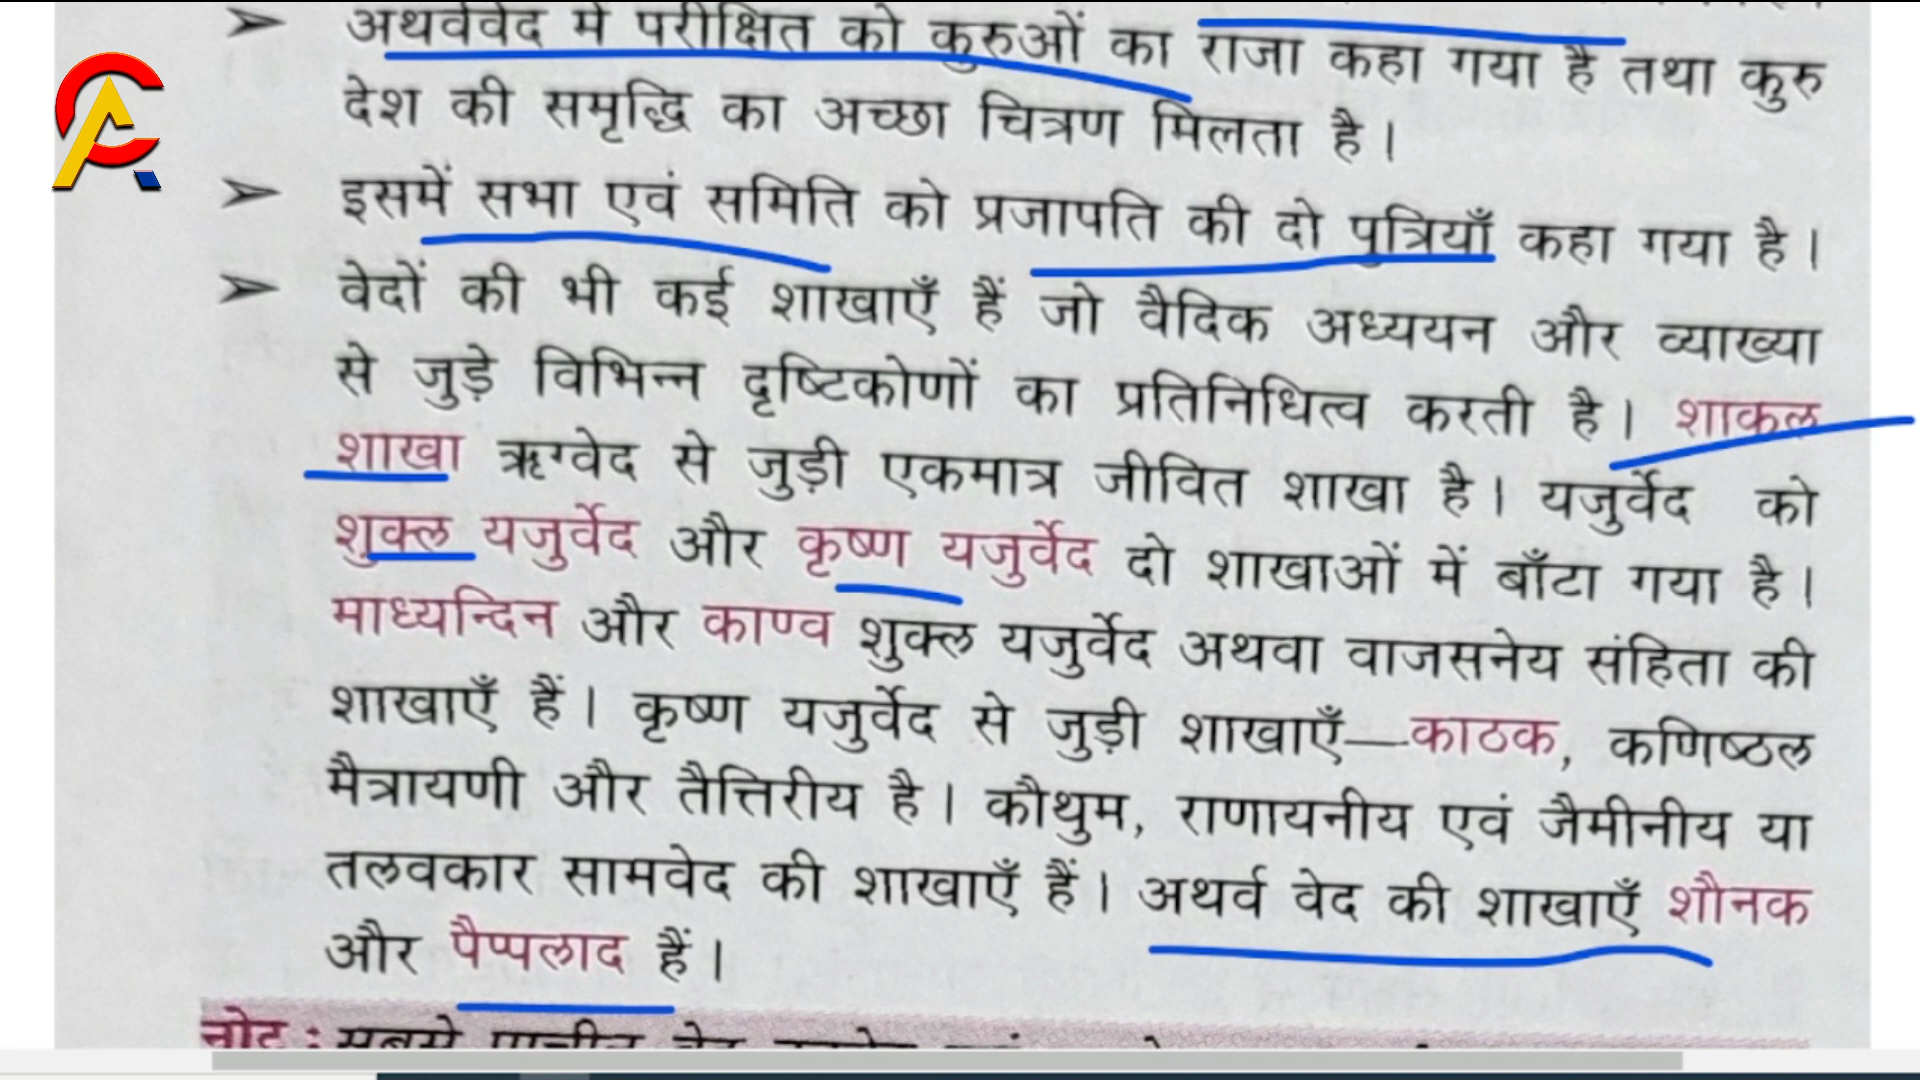 अथर्ववेद में परीक्षित को कुरुओं का राजा कहा गया है तथा कुरु
देश की समृद्धि का अच्छा चित्रण मिलता है।
इसमें सभा एवं समिति को प्रजापति की दो पुत्रियाँ कहा गया है।
वेदों की भी कई शाखाएँ हैं जो वैदिक अध्ययन और व्याख्या
से जुड़े विभिन्न दृष्टिकोणों का प्रतिनिधित्व करती है। शाकल
शाखा ऋग्वेद से जुड़ी एकमात्र जीवित शाखा है। यजुर्वेद को
शुक्ल यजुर्वेद और कृष्ण यजुर्वेद दो शाखाओं में बाँटा गया है।
माध्यन्दिन और काण्व शुक्ल यजुर्वेद अथवा वाजसनेय संहिता की
शाखाएँ हैं। कृष्ण यजुर्वेद से जुड़ी शाखाएँ—काठक, कणिष्ठल
मैत्रायणी और तैत्तिरीय है। कौथुम, राणायनीय एवं जैमीनीय या
तलवकार सामवेद की शाखाएँ हैं। अथर्व वेद की शाखाएँ शौनक
और पैप्पलाद हैं।
नोट : सबसे प्राचीन वेद